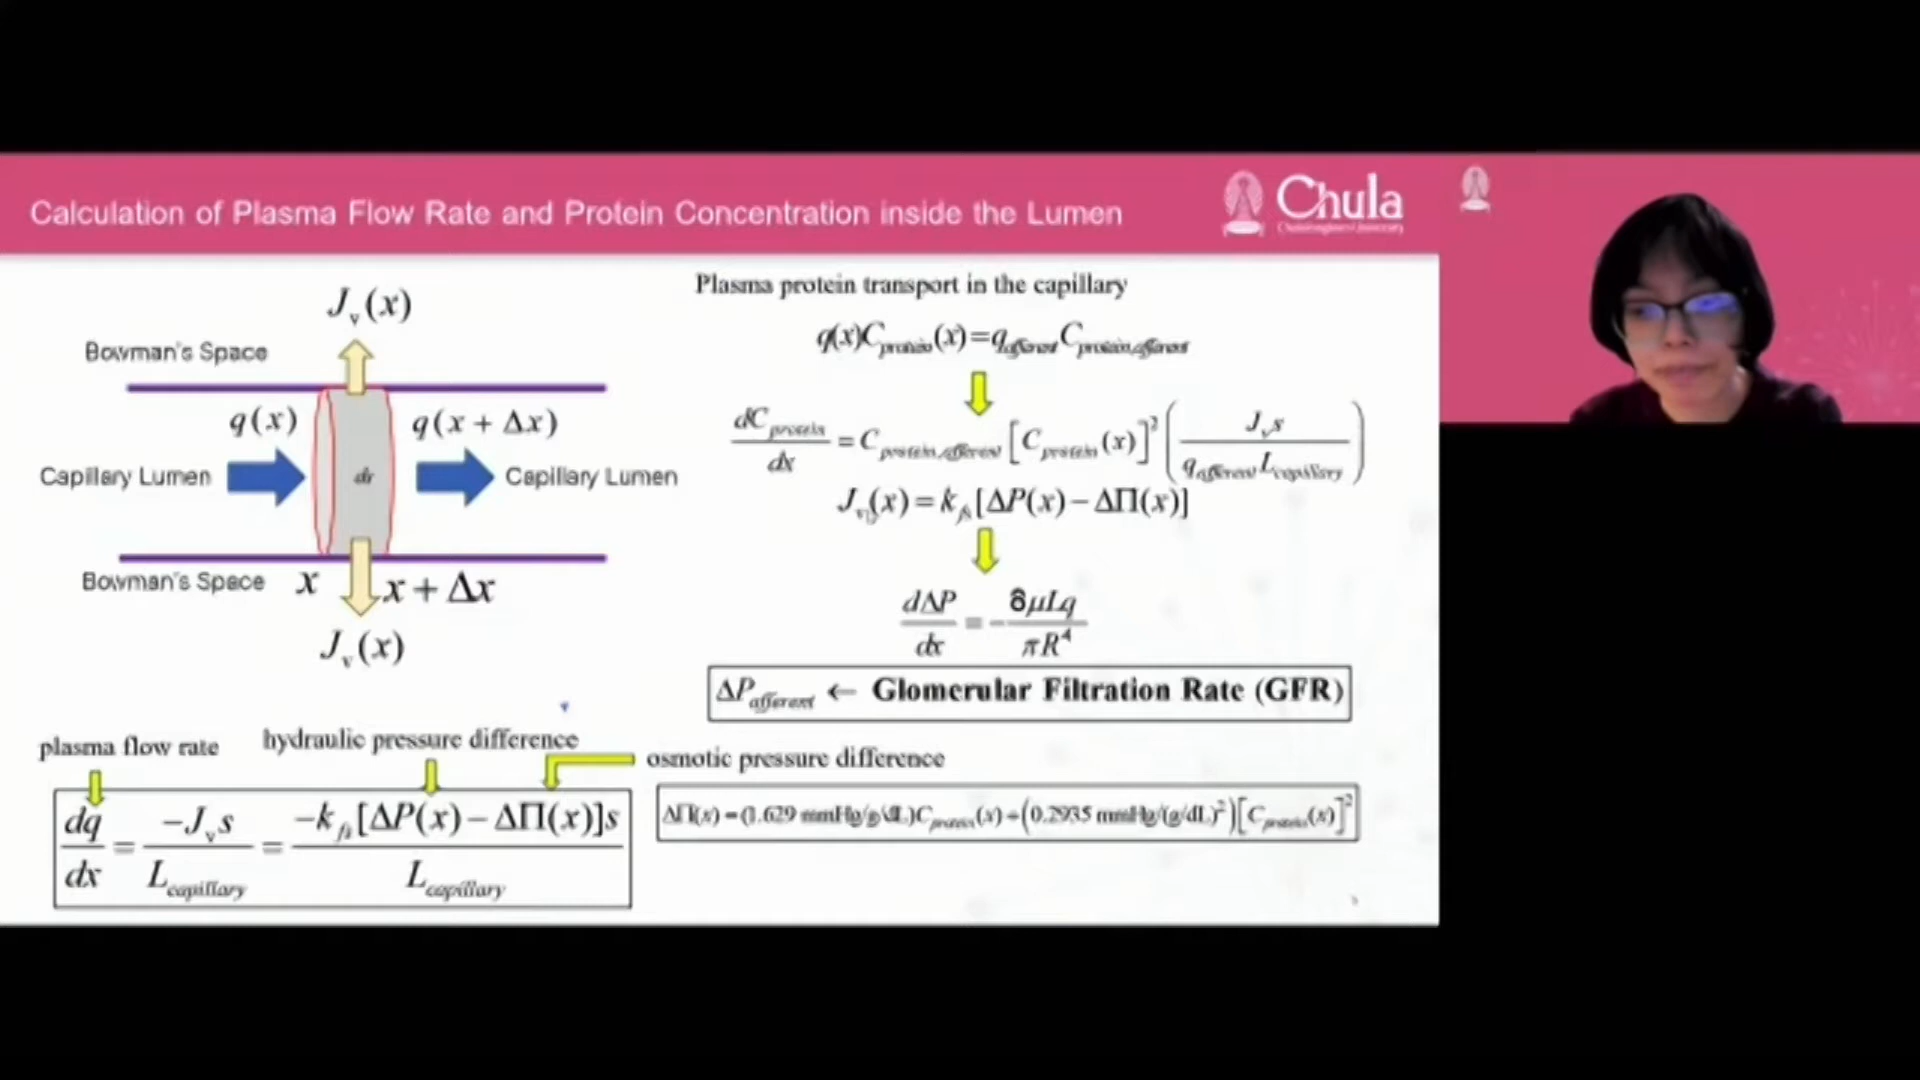 Calculation of Plasma Flow Rate and Protein Concentration inside the Lumen
Chula
J_v(x)
Bowman's Space
q(x)
q(x + Δx)
Capillary Lumen
dx
Capillary Lumen
Bowman's Space
x
x + Δx
J_v(x)
plasma flow rate
hydraulic pressure difference
osmotic pressure difference
dq/dx = -J_v s/L_capillary = -k_fs[ΔP(x) - ΔΠ(x)]s/L_capillary
Plasma protein transport in the capillary
q(x)C_protein(x)=q_afferent C_protein,afferent
dC_protein/dx = C_protein,afferent [C_protein(x)]^2 (J_v s/q_afferent L_capillary)
J_v(x) = k_fs[ΔP(x) - ΔΠ(x)]
dΔP/dx = -8μLq/πR^4
ΔP_afferent ← Glomerular Filtration Rate (GFR)
ΔΠ(x) = (1.629 mmHg/g/dL)C_protein(x) + (0.2935 mmHg/(g/dL)^2)[C_protein(x)]^2